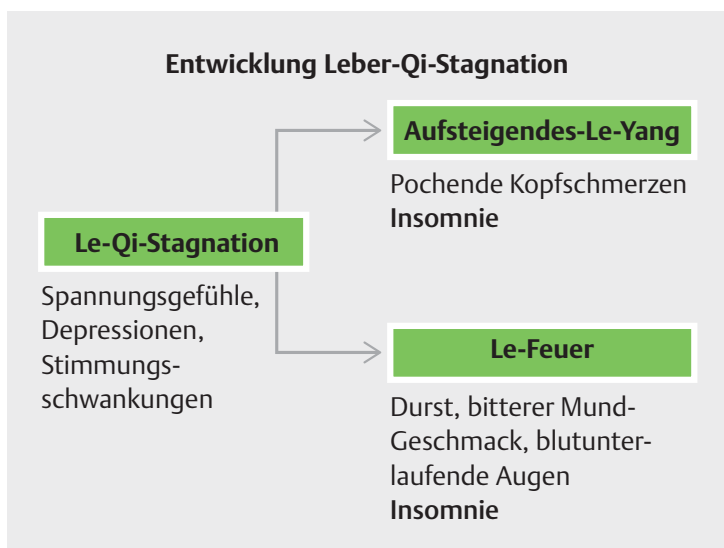 Entwicklung Leber-Qi-Stagnation
Aufsteigendes-Le-Yang
Pochende Kopfschmerzen
Insomnie
Le-Qi-Stagnation
Spannungsgefühle,
Depressionen,
Stimmungs-
schwankungen
Le-Feuer
Durst, bitterer Mund-
Geschmack, blutunter-
laufende Augen
Insomnie